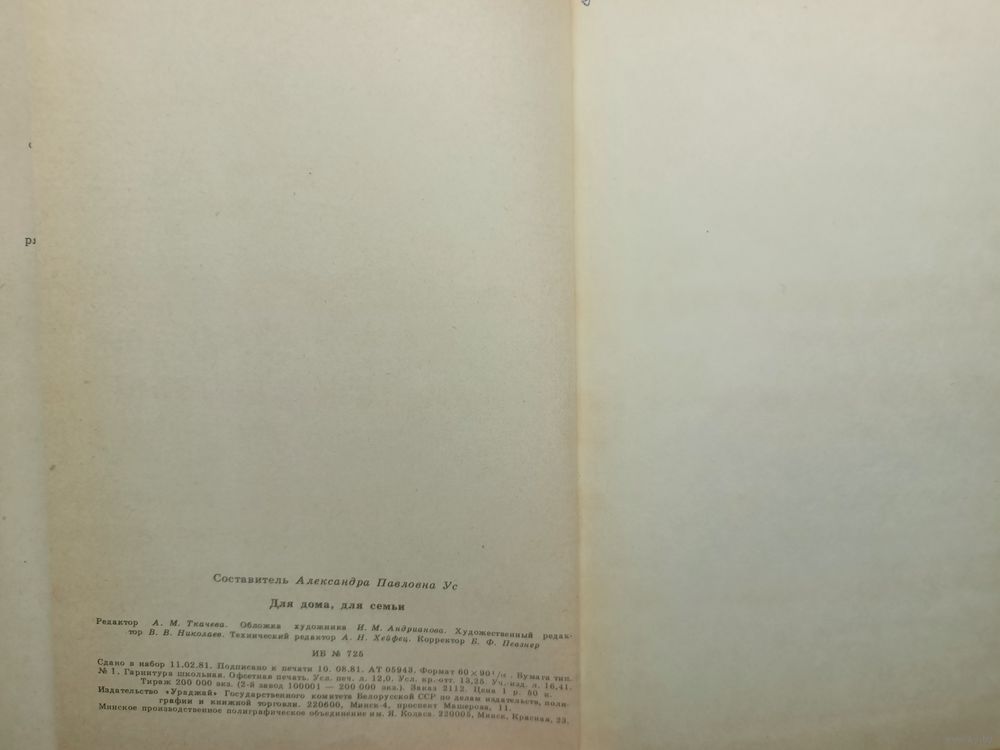 Составитель Александра Павловна Ус
Для дома, для семьи
Редактор А. М. Ткачева. Обложка художника И. М. Андрианова. Художественный редак-
тор В. В. Николаев. Технический редактор А. Н. Хейфец. Корректор Б. Ф. Певзнер
ИБ № 725
Сдано в набор 11.02.81. Подписано к печати 10. 08.81. АТ 05943. Формат 60×90 Бумага тип.
№ 1. Гарнитура школьная. Офсетная печать. Усл. печ. л. 12,0. Усл. кр.-отт. 13,25. Уч.-изд. л. 16,41.
Тираж 200 000 экз. (2-й завод 100001 — 200 000 экз.). Заказ 2112. Цена 1 р. 50 к.
Издательство «Ураджай» Государственного комитета Белорусской ССР по делам издательств, поли-
графии и книжной торговли. 220600, Минск-4, проспект Машерова, 11.
Минское производственное полиграфическое объединение им. Я. Коласа. 220005, Минск, Красная, 23.